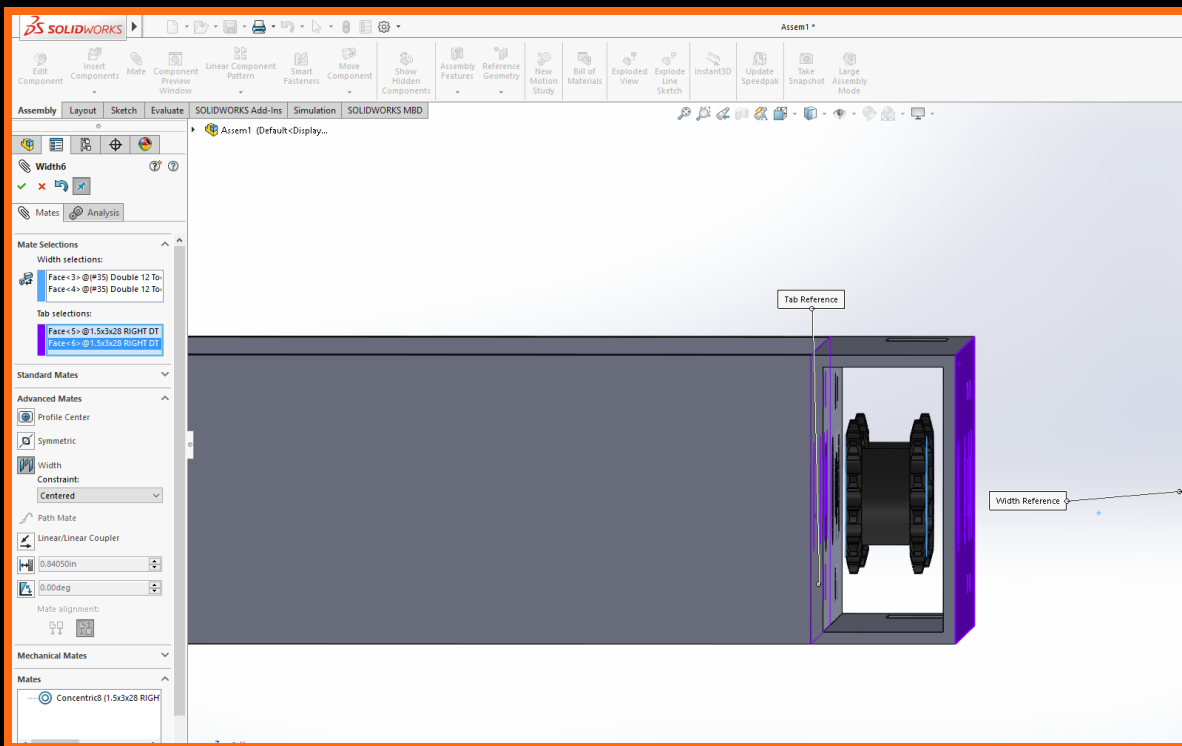 SOLIDWORKS
Assem1 *
Edit Component
Insert Components
Mate
Component Preview Window
Linear Component Pattern
Smart Fasteners
Move Component
Show Hidden Components
Assembly Features
Reference Geometry
New Motion Study
Bill of Materials
Exploded View
Explode Line Sketch
Instant3D
Update Speedpak
Take Snapshot
Large Assembly Mode
Assembly Layout Sketch Evaluate SOLIDWORKS Add-Ins Simulation SOLIDWORKS MBD
Assem1 (Default<Display...
Width6
Mates Analysis
Mate Selections
Width selections:
Face<3>@(#35) Double 12 To
Face<4>@(#35) Double 12 To
Tab selections:
Face<5>@1.5x3x28 RIGHT DT
Face<6>@1.5x3x28 RIGHT DT
Standard Mates
Advanced Mates
Profile Center
Symmetric
Width
Constraint:
Centered
Path Mate
Linear/Linear Coupler
0.84050in
0.00deg
Mate alignment:
Mechanical Mates
Mates
Concentric8 (1.5x3x28 RIGH
Tab Reference
Width Reference